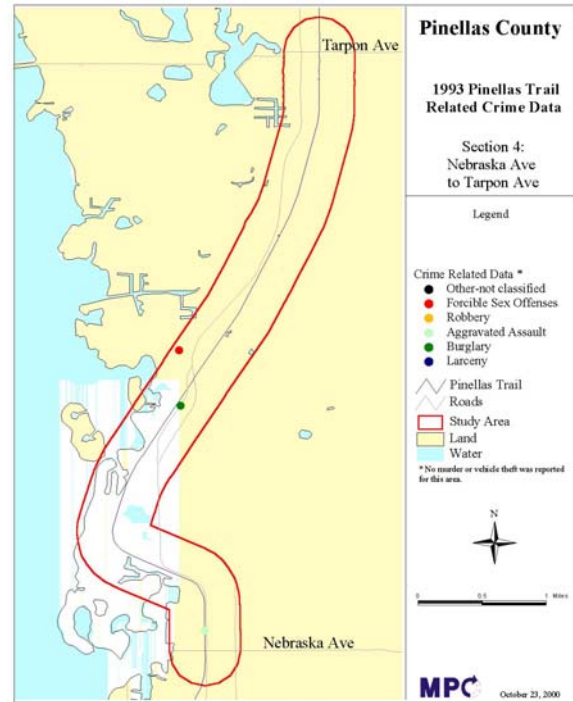 Tarpon Ave
Nebraska Ave
Pinellas County
1993 Pinellas Trail
Related Crime Data
Section 4:
Nebraska Ave
to Tarpon Ave
Legend
Crime Related Data *
Other-not classified
Forcible Sex Offenses
Robbery
Aggravated Assault
Burglary
Larceny
Pinellas Trail
Roads
Study Area
Land
Water
* No murder or vehicle theft was reported
for this area.
N
0 0.5 1 Miles
MPO
October 23, 2000